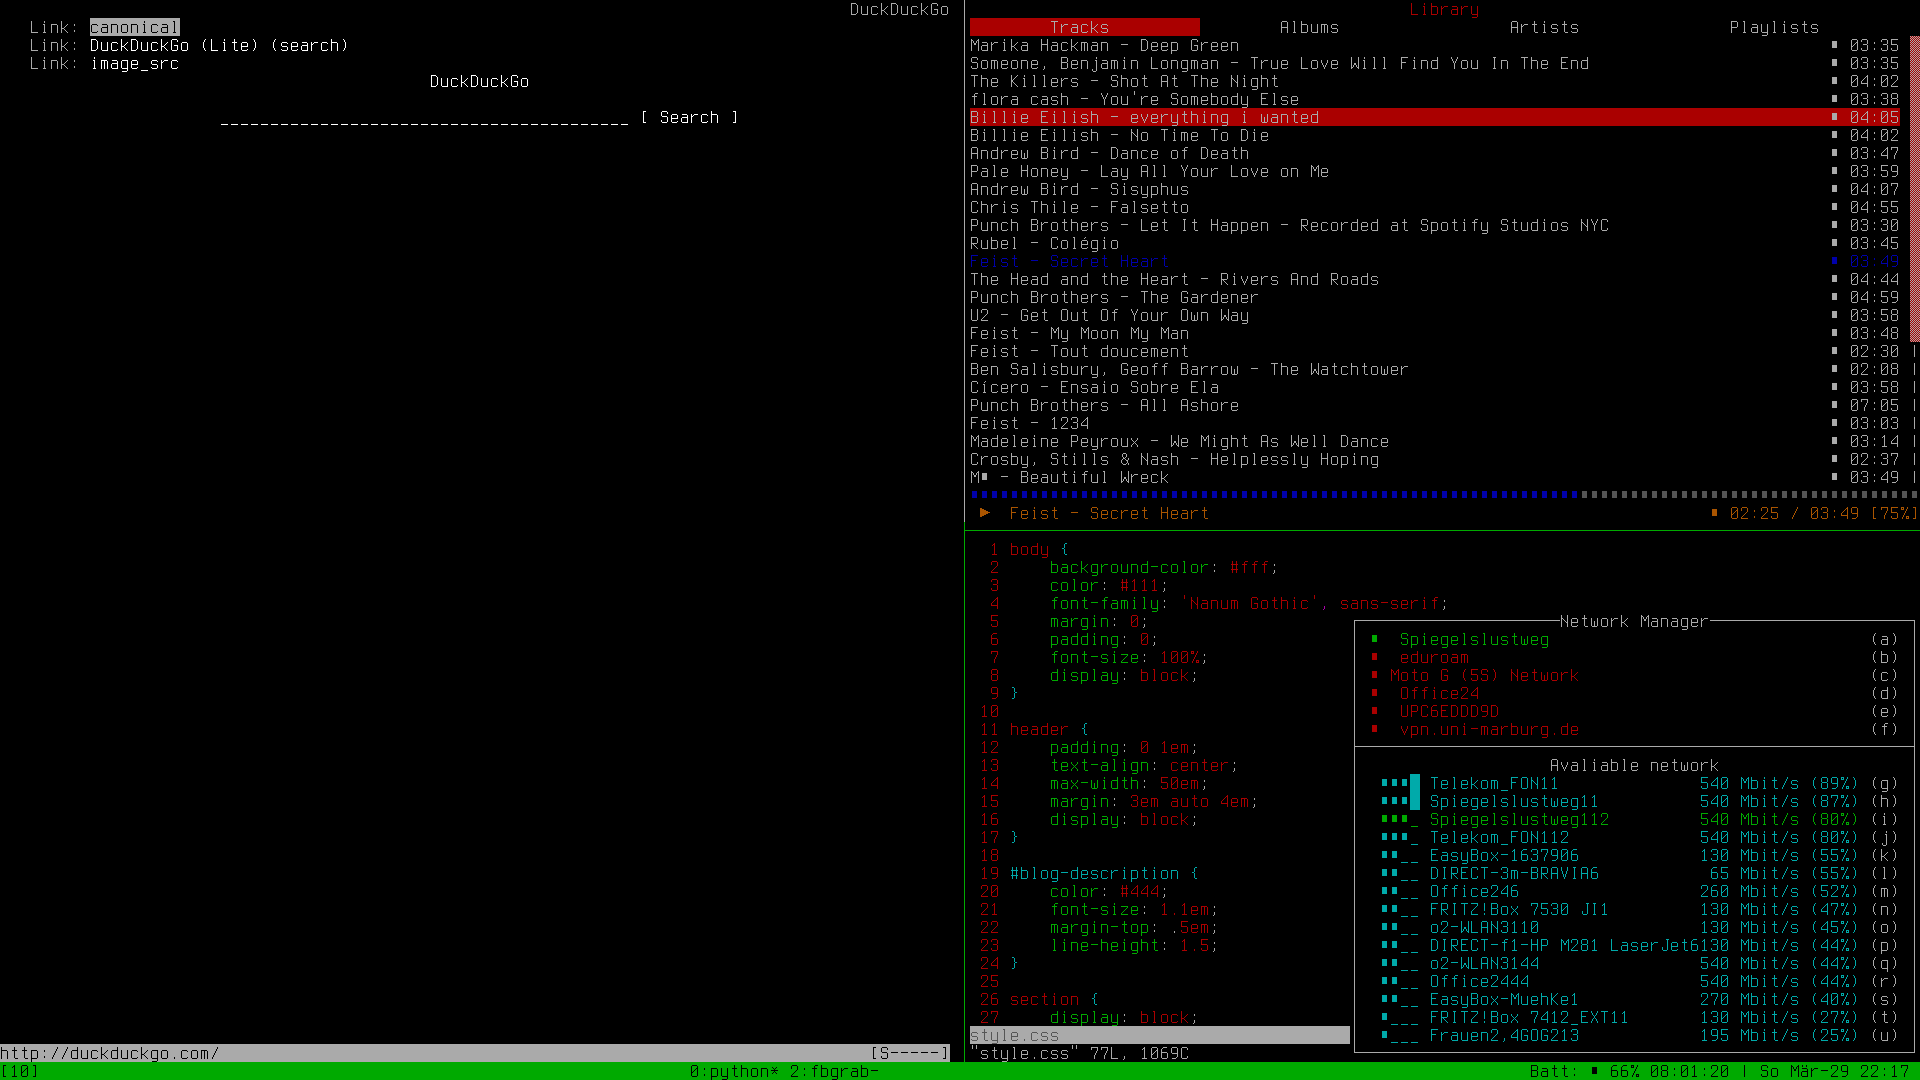 DuckDuckGo
Link: canonical
Link: DuckDuckGo (Lite) (search)
Link: image_src
DuckDuckGo
[ Search ]
http://duckduckgo.com/ [S-----]
Library
Tracks Albums Artists Playlists
Marika Hackman - Deep Green 03:35
Someone, Benjamin Longman - True Love Will Find You In The End 03:35
The Killers - Shot At The Night 04:02
flora cash - You're Somebody Else 03:38
Billie Eilish - everything i wanted 04:05
Billie Eilish - No Time To Die 04:02
Andrew Bird - Dance of Death 03:47
Pale Honey - Lay All Your Love on Me 03:59
Andrew Bird - Sisyphus 04:07
Chris Thile - Falsetto 04:55
Punch Brothers - Let It Happen - Recorded at Spotify Studios NYC 03:30
Rubel - Colégio 03:45
Feist - Secret Heart 03:49
The Head and the Heart - Rivers And Roads 04:44
Punch Brothers - The Gardener 04:59
U2 - Get Out Of Your Own Way 03:58
Feist - My Moon My Man 03:48
Feist - Tout doucement 02:30
Ben Salisbury, Geoff Barrow - The Watchtower 02:08
Cícero - Ensaio Sobre Ela 03:58
Punch Brothers - All Ashore 07:05
Feist - 1234 03:03
Madeleine Peyroux - We Might As Well Dance 03:14
Crosby, Stills & Nash - Helplessly Hoping 02:37
M - Beautiful Wreck 03:49
Feist - Secret Heart 02:25 / 03:49 [75%]
1 body {
2 background-color: #fff;
3 color: #111;
4 font-family: 'Nanum Gothic', sans-serif;
5 margin: 0;
6 padding: 0;
7 font-size: 100%;
8 display: block;
9 }
10
11 header {
12 padding: 0 1em;
13 text-align: center;
14 max-width: 50em;
15 margin: 3em auto 4em;
16 display: block;
17 }
18
19 #blog-description {
20 color: #444;
21 font-size: 1.1em;
22 margin-top: .5em;
23 line-height: 1.5;
24 }
25
26 section {
27 display: block;
style.css
"style.css" 77L, 1069C
Network Manager
Spiegelslustweg (a)
eduroam (b)
Moto G (5S) Network (c)
Office24 (d)
UPC6EDDD9D (e)
vpn.uni-marburg.de (f)
Avaliable network
Telekom_FON11 540 Mbit/s (89%) (g)
Spiegelslustweg11 540 Mbit/s (87%) (h)
Spiegelslustweg112 540 Mbit/s (80%) (i)
Telekom_FON112 540 Mbit/s (80%) (j)
EasyBox-1637906 130 Mbit/s (55%) (k)
DIRECT-3m-BRAVIA6 65 Mbit/s (55%) (l)
Office246 260 Mbit/s (52%) (m)
FRITZ!Box 7530 JI1 130 Mbit/s (47%) (n)
o2-WLAN3110 130 Mbit/s (45%) (o)
DIRECT-f1-HP M281 LaserJet6130 Mbit/s (44%) (p)
o2-WLAN3144 540 Mbit/s (44%) (q)
Office2444 540 Mbit/s (44%) (r)
EasyBox-MuehKe1 270 Mbit/s (40%) (s)
FRITZ!Box 7412_EXT11 130 Mbit/s (27%) (t)
Frauen2,4GOG213 195 Mbit/s (25%) (u)
[10] 0:python* 2:fbgrab- Batt: 66% 08:01:20 | So Mär-29 22:17